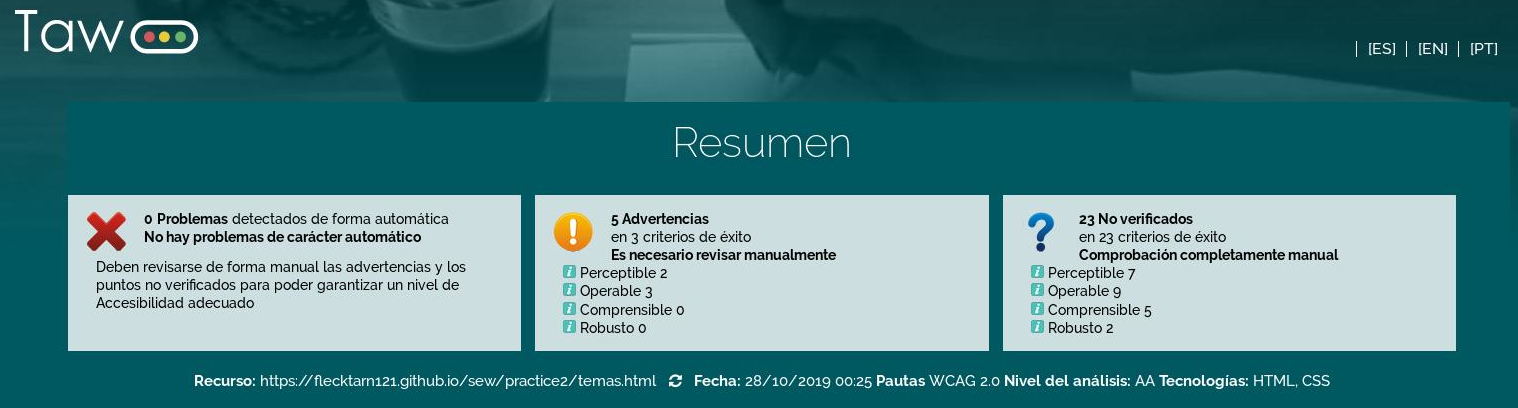 Taw
[ES] [EN] [PT]
Resumen
0 Problemas detectados de forma automática
No hay problemas de carácter automático
Deben revisarse de forma manual las advertencias y los
puntos no verificados para poder garantizar un nivel de
Accesibilidad adecuado
5 Advertencias
en 3 criterios de éxito
Es necesario revisar manualmente
Perceptible 2
Operable 3
Comprensible 0
Robusto 0
23 No verificados
en 23 criterios de éxito
Comprobación completamente manual
Perceptible 7
Operable 9
Comprensible 5
Robusto 2
Recurso: https://flecktarn121.github.io/sew/practice2/temas.html Fecha: 28/10/2019 00:25 Pautas WCAG 2.0 Nivel del análisis: AA Tecnologías: HTML, CSS